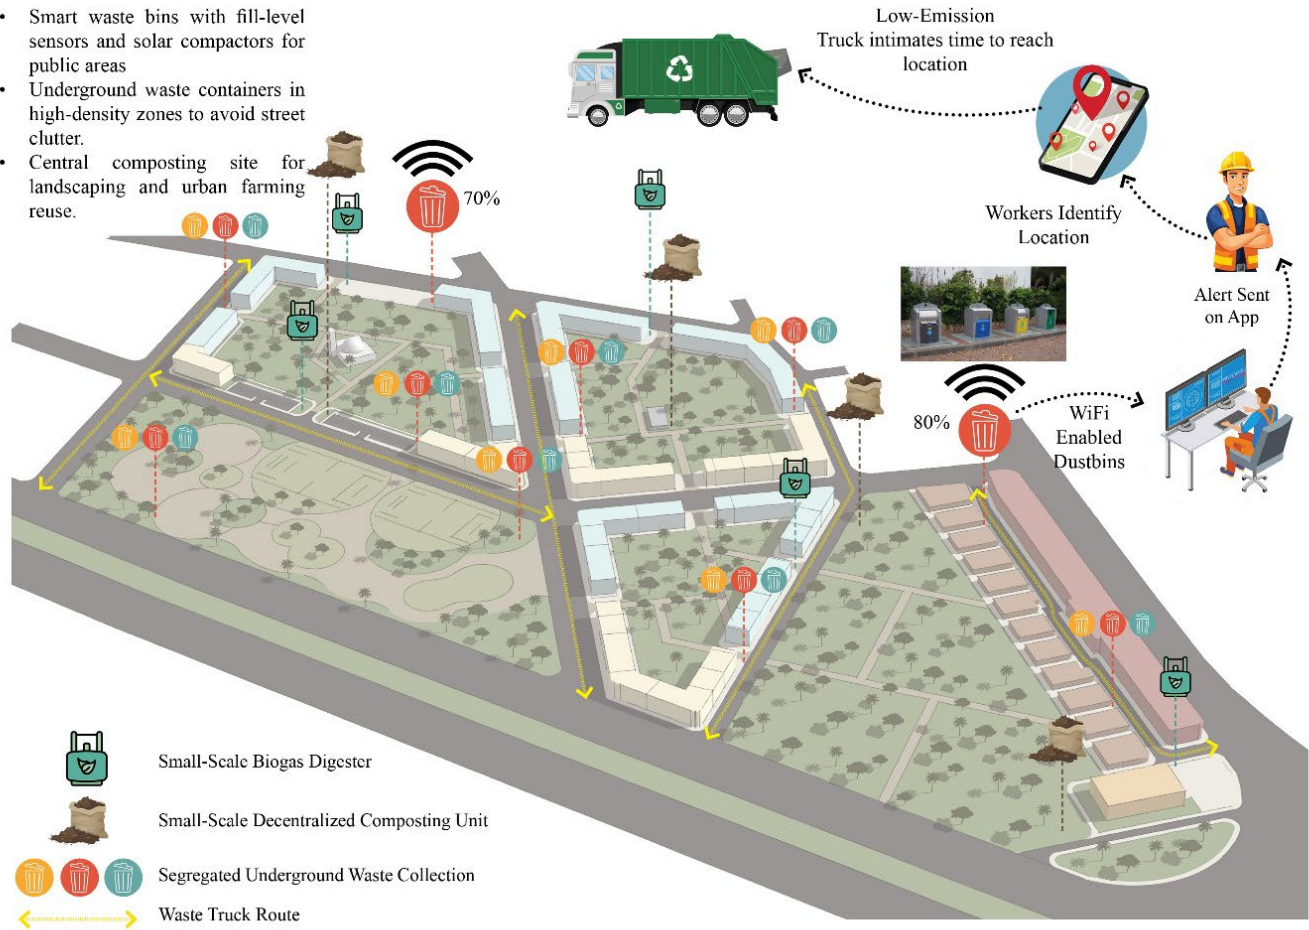 • Smart waste bins with fill-level
sensors and solar compactors for
public areas
• Underground waste containers in
high-density zones to avoid street
clutter.
• Central composting site for
landscaping and urban farming
reuse.
Low-Emission
Truck intimates time to reach
location
Workers Identify
Location
Alert Sent
on App
70%
80%
WiFi
Enabled
Dustbins
Small-Scale Biogas Digester
Small-Scale Decentralized Composting Unit
Segregated Underground Waste Collection
Waste Truck Route